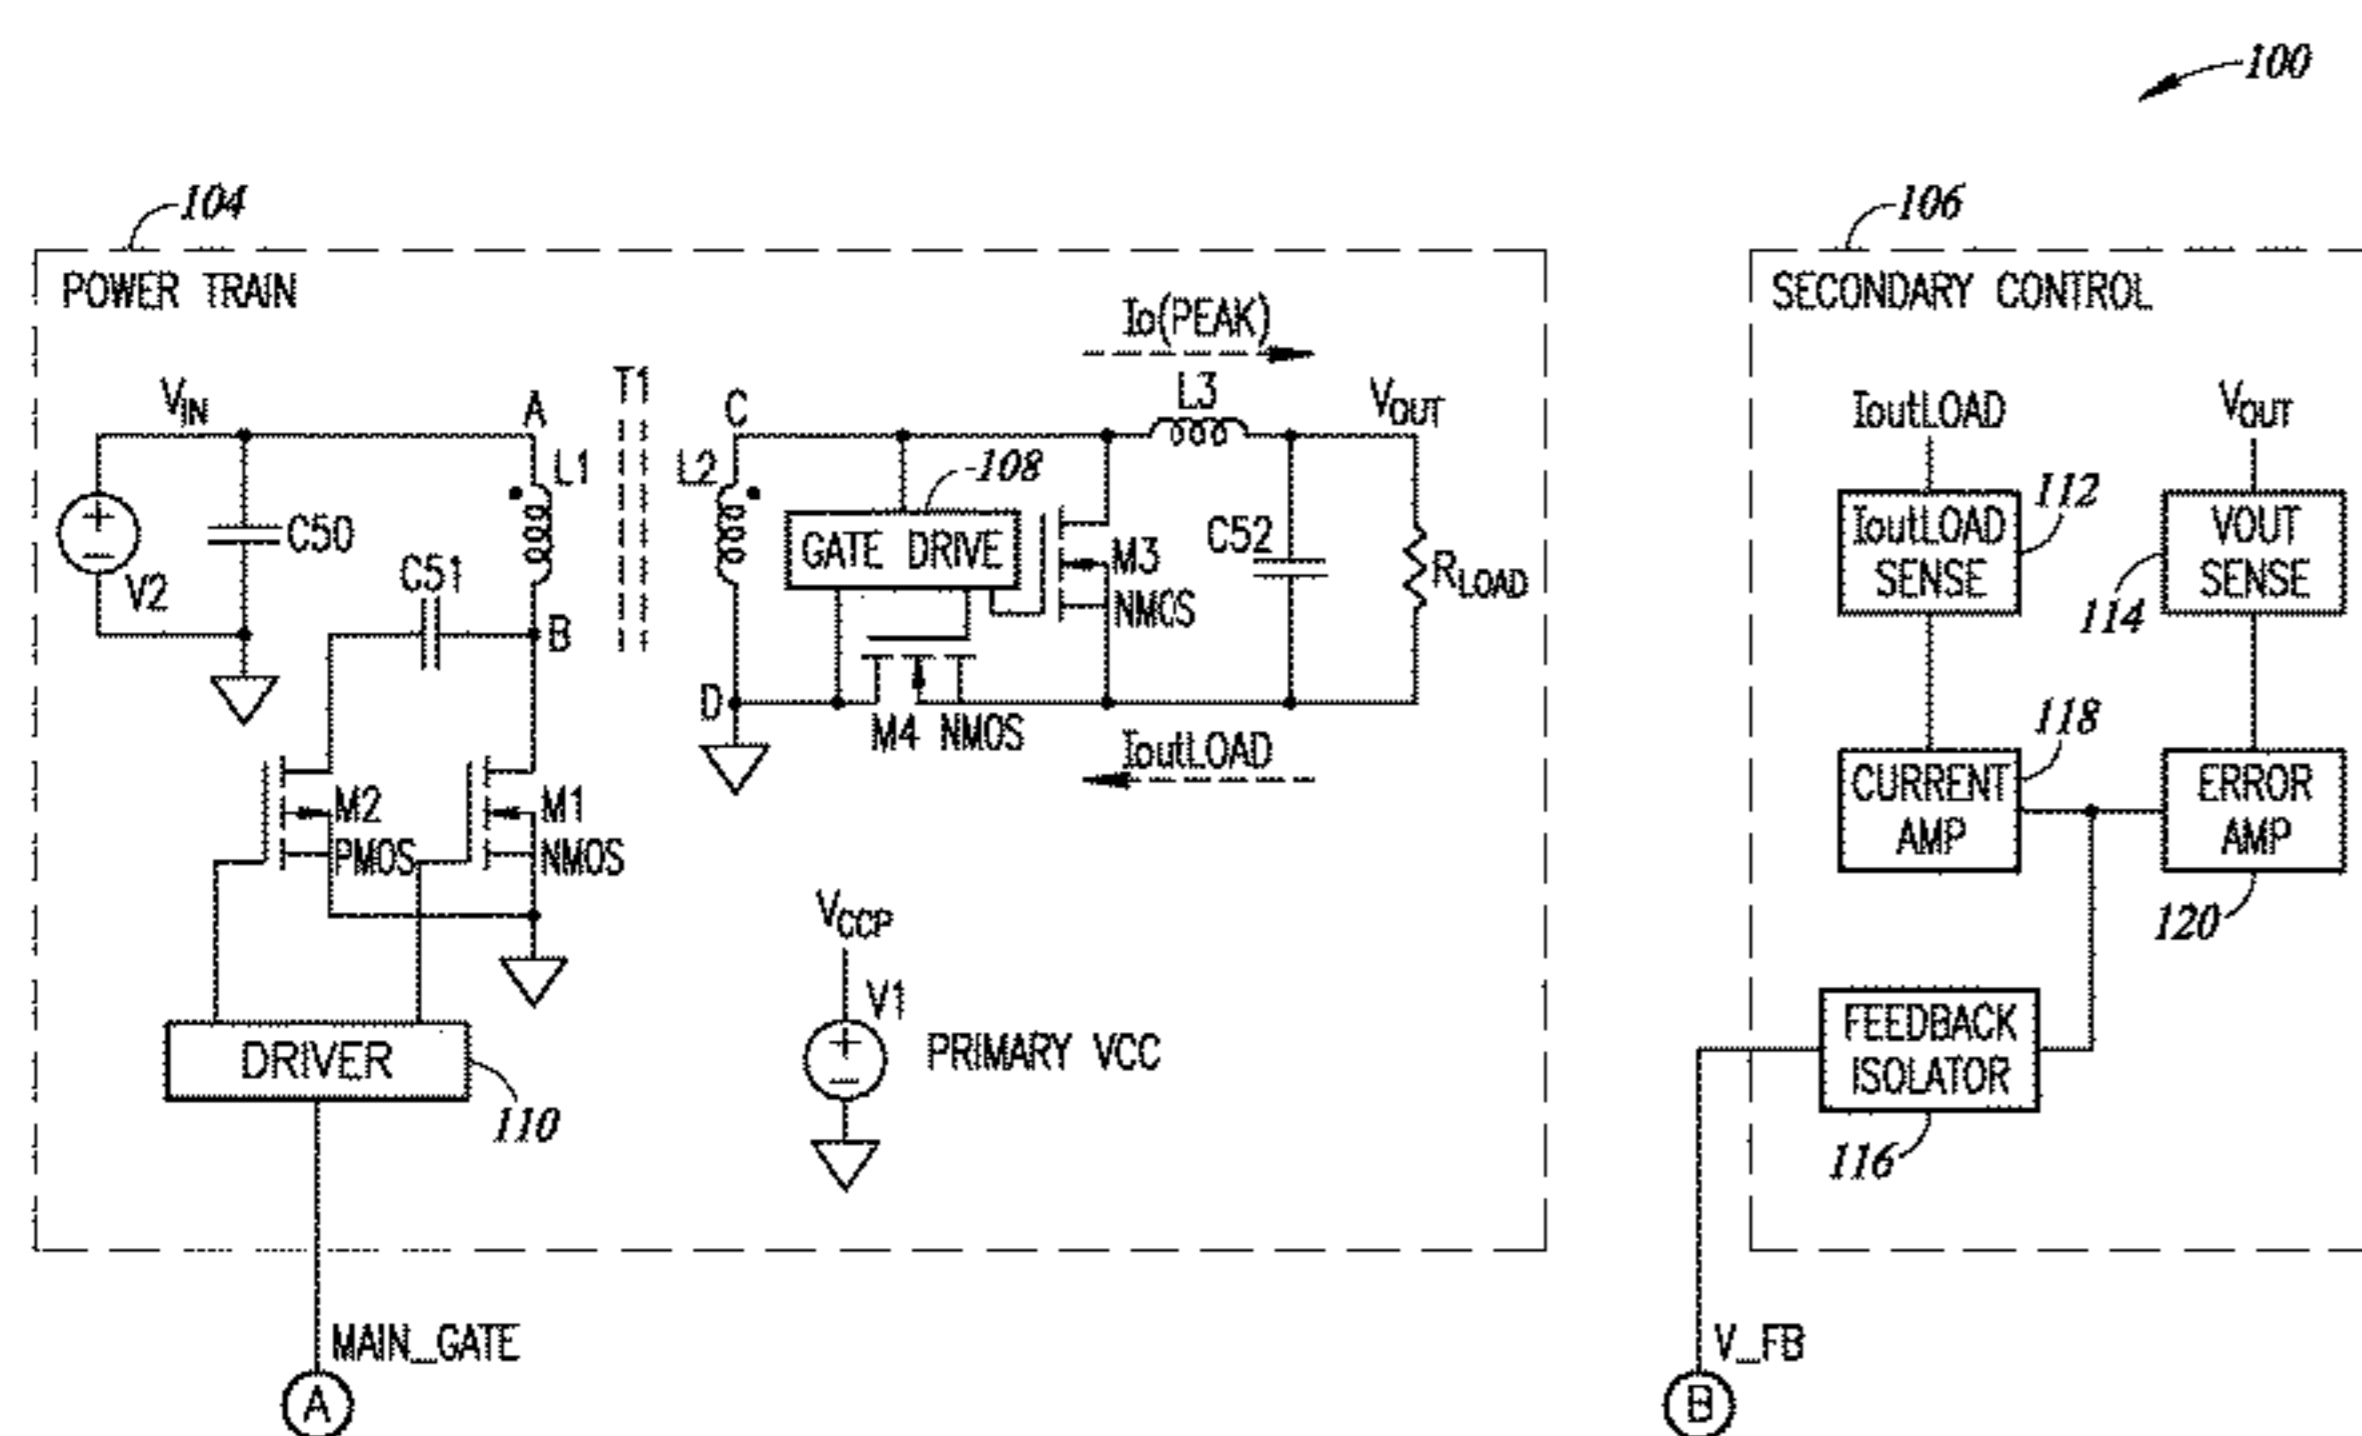 100
104
106
POWER TRAIN
SECONDARY CONTROL
Io(PEAK)
VIN
A
T1
C
L3
VOUT
IoutLOAD
VOUT
L1
L2
108
112
+
−
V2
C50
C51
GATE DRIVE
M3
NMOS
C52
RLOAD
IoutLOAD
SENSE
VOUT
SENSE
114
B
D
M4 NMOS
IoutLOAD
118
M2
PMOS
M1
NMOS
CURRENT
AMP
ERROR
AMP
120
VCCP
V1
+
−
PRIMARY VCC
DRIVER
110
FEEDBACK
ISOLATOR
116
MAIN_GATE
A
V_FB
B